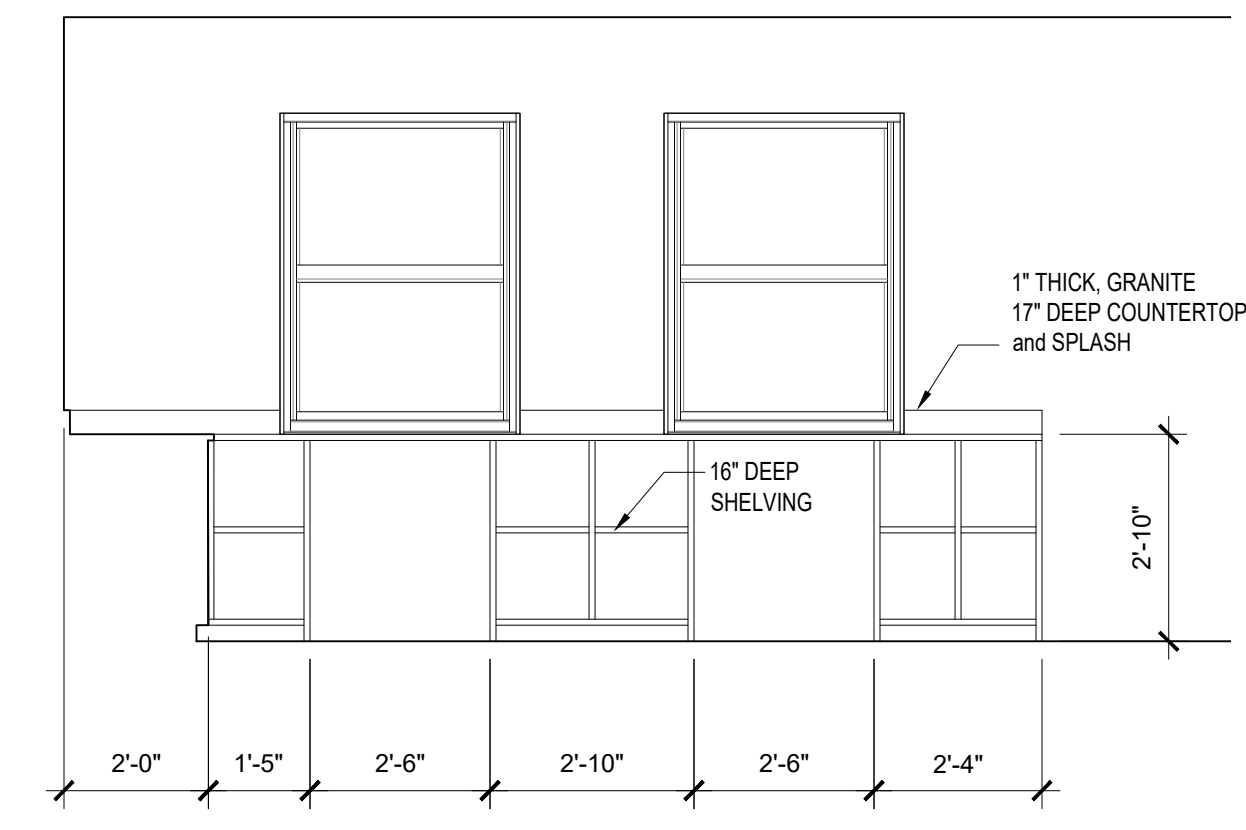 1" THICK, GRANITE
17" DEEP COUNTERTOP
and SPLASH
16" DEEP
SHELVING
2'-10"
2'-0"
1'-5"
2'-6"
2'-10"
2'-6"
2'-4"